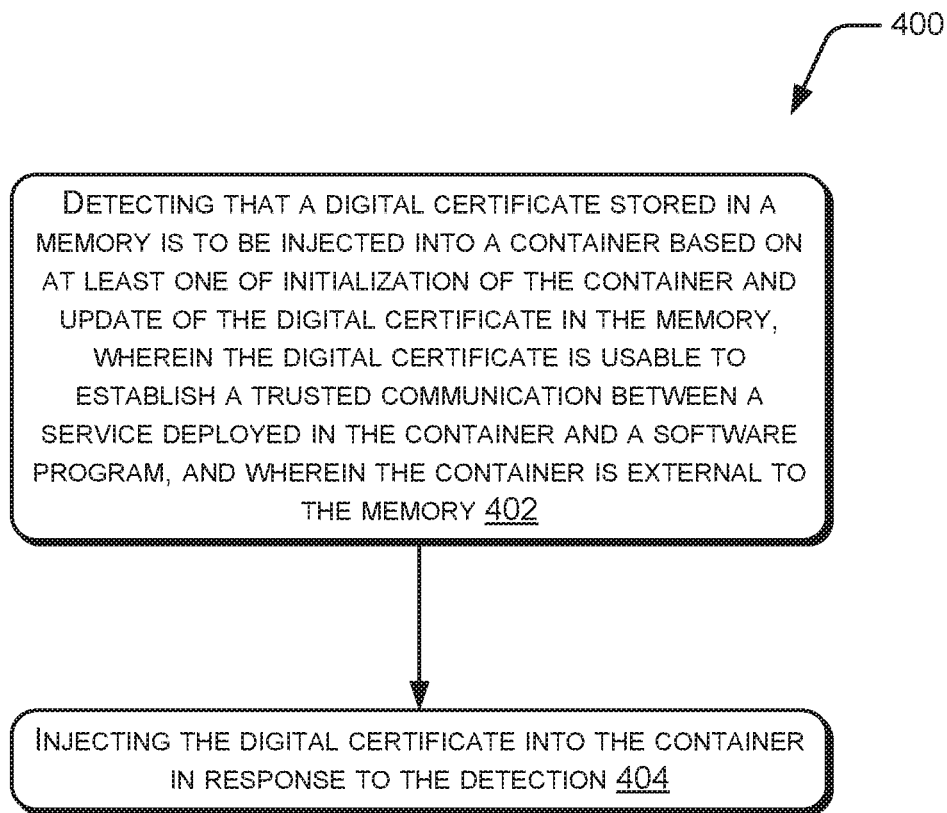 400
DETECTING THAT A DIGITAL CERTIFICATE STORED IN A
MEMORY IS TO BE INJECTED INTO A CONTAINER BASED ON
AT LEAST ONE OF INITIALIZATION OF THE CONTAINER AND
UPDATE OF THE DIGITAL CERTIFICATE IN THE MEMORY,
WHEREIN THE DIGITAL CERTIFICATE IS USABLE TO
ESTABLISH A TRUSTED COMMUNICATION BETWEEN A
SERVICE DEPLOYED IN THE CONTAINER AND A SOFTWARE
PROGRAM, AND WHEREIN THE CONTAINER IS EXTERNAL TO
THE MEMORY 402
INJECTING THE DIGITAL CERTIFICATE INTO THE CONTAINER
IN RESPONSE TO THE DETECTION 404